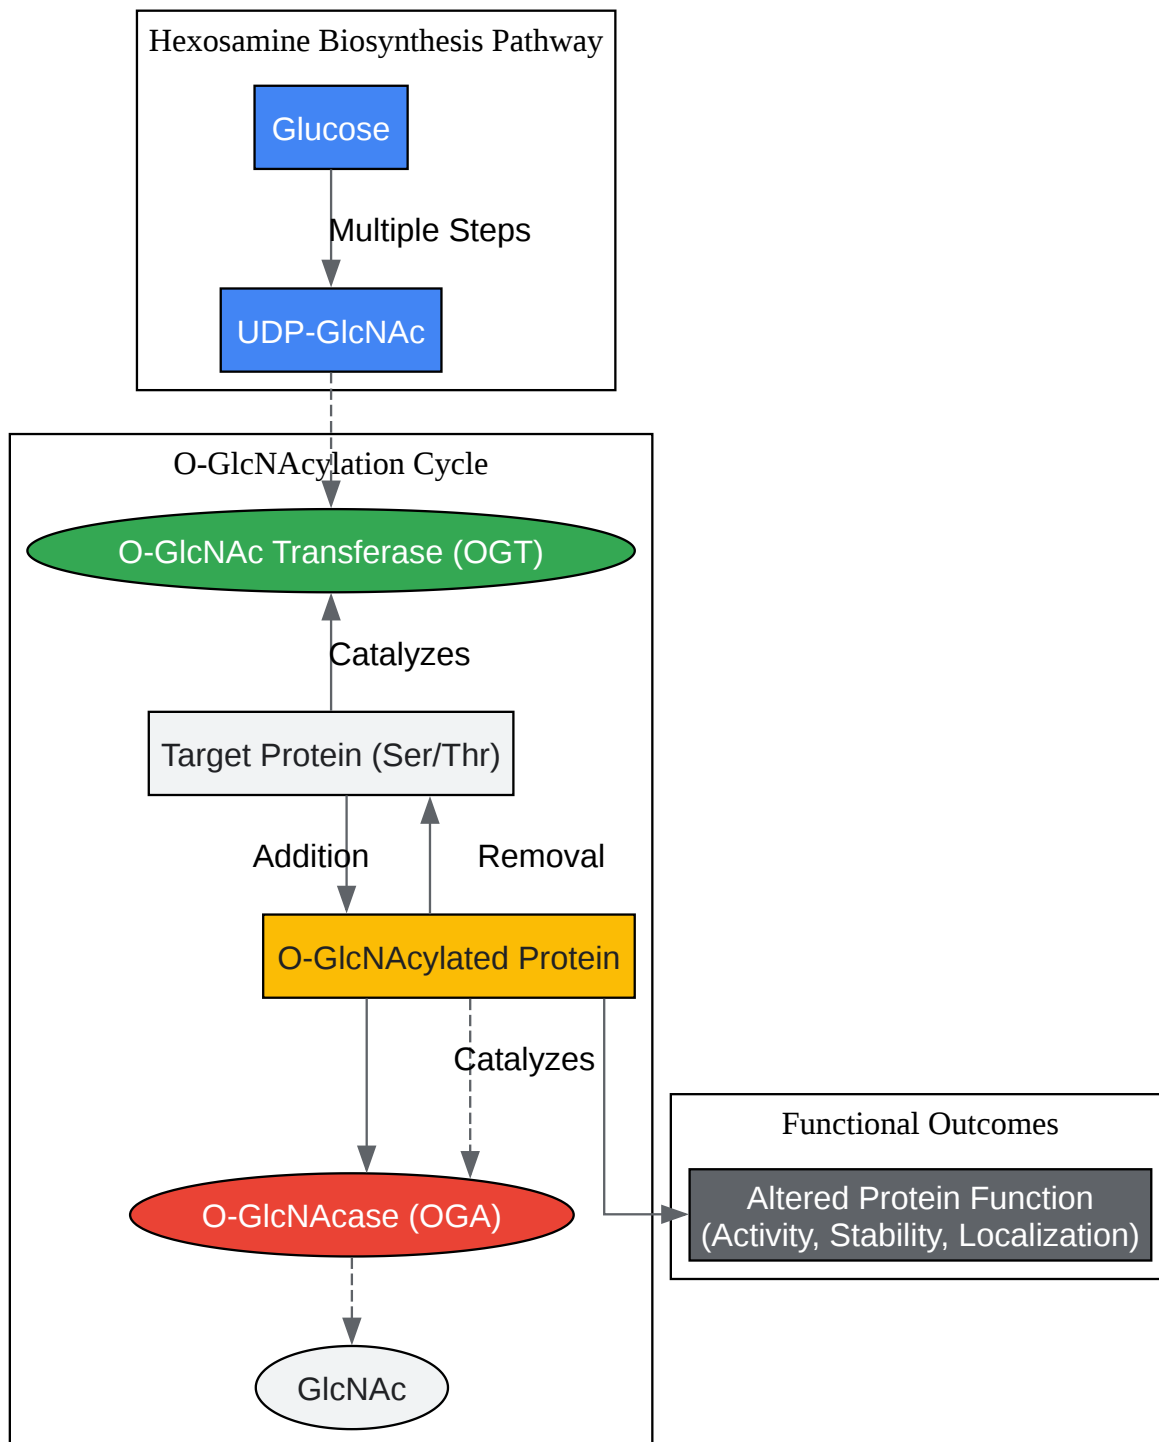 Hexosamine Biosynthesis Pathway
Glucose
Multiple Steps
UDP-GlcNAc
O-GlcNAcylation Cycle
O-GlcNAc Transferase (OGT)
Catalyzes
Target Protein (Ser/Thr)
Addition
Removal
O-GlcNAcylated Protein
Catalyzes
Functional Outcomes
Altered Protein Function
(Activity, Stability, Localization)
O-GlcNAcase (OGA)
GlcNAc